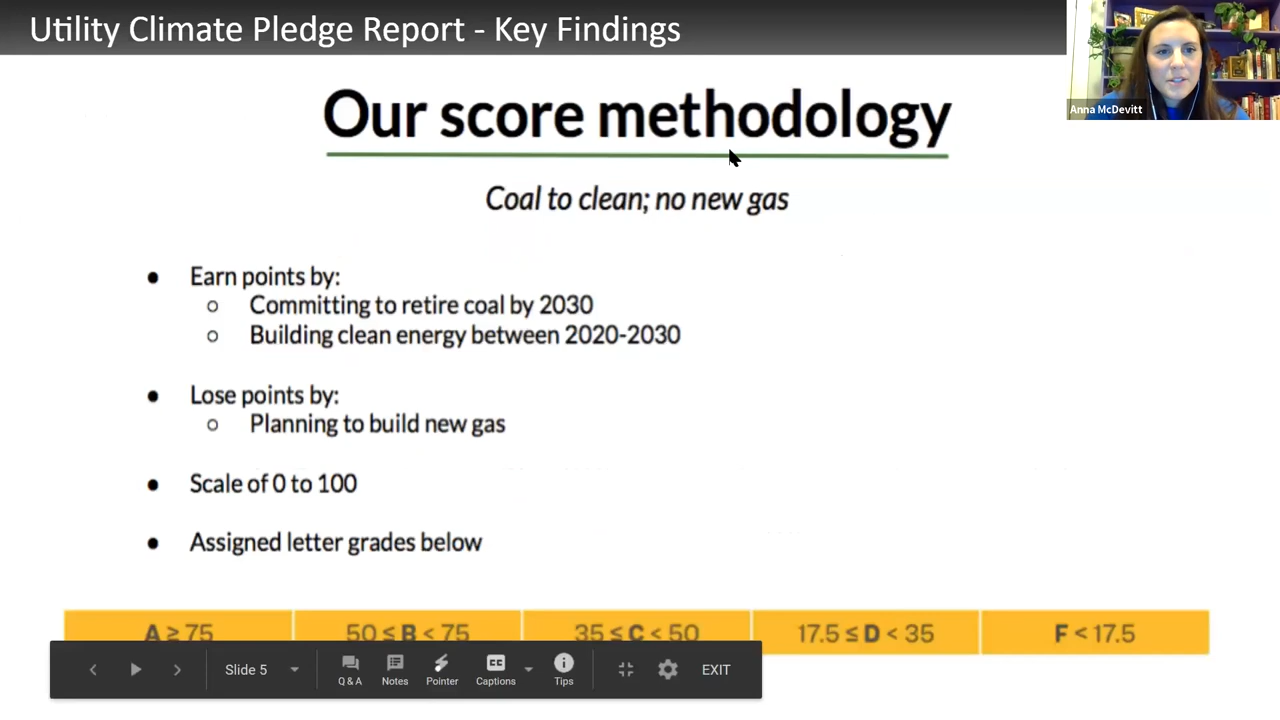 Utility Climate Pledge Report - Key Findings
Anna McDevitt
Our score methodology
Coal to clean; no new gas
● Earn points by:
○ Committing to retire coal by 2030
○ Building clean energy between 2020-2030
● Lose points by:
○ Planning to build new gas
● Scale of 0 to 100
● Assigned letter grades below
A ≥ 75 50 ≤ B < 75 35 ≤ C < 50 17.5 ≤ D < 35 F < 17.5
Slide 5 Q & A Notes Pointer CC Captions Tips EXIT